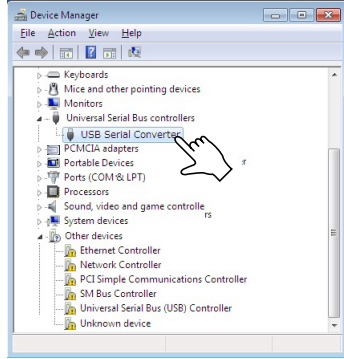 Device Manager
File Action View Help
Keyboards
Mice and other pointing devices
Monitors
Universal Serial Bus controllers
USB Serial Converter
PCMCIA adapters
Portable Devices
Ports (COM & LPT)
Processors
Sound, video and game controlle
rs
System devices
Other devices
Ethernet Controller
Network Controller
PCI Simple Communications Controller
SM Bus Controller
Universal Serial Bus (USB) Controller
Unknown device